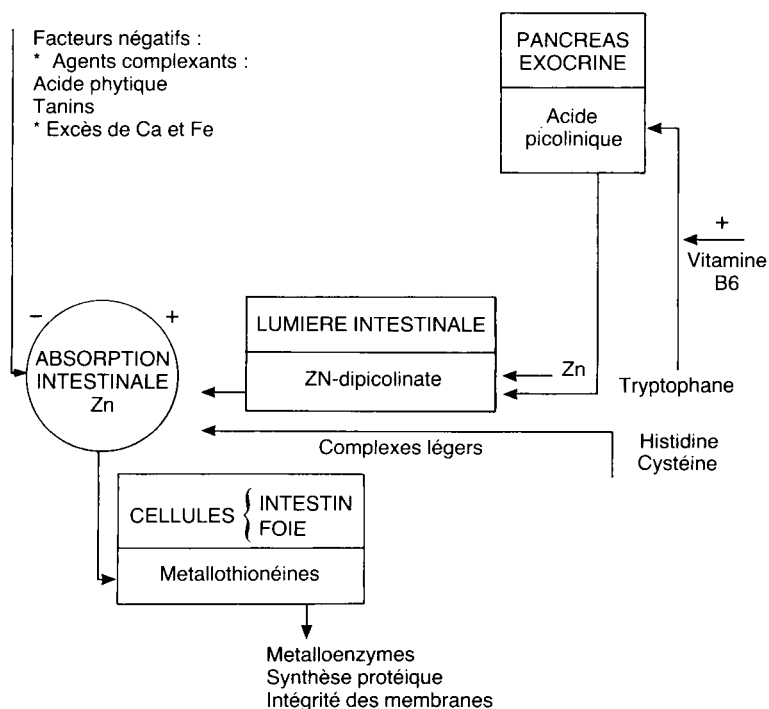 Facteurs négatifs :
* Agents complexants :
Acide phytique
Tanins
* Excès de Ca et Fe
PANCREAS
EXOCRINE
Acide
picolinique
+
Vitamine
B6
Tryptophane
− +
ABSORPTION
INTESTINALE
Zn
LUMIERE INTESTINALE
ZN-dipicolinate
Zn
Complexes légers
Histidine
Cystéine
CELLULES { INTESTIN
FOIE
Metallothionéines
Metalloenzymes
Synthèse protéique
Intégrité des membranes